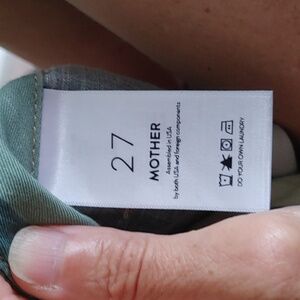 27
MOTHER
Assembled in USA
by both USA and foreign components
DO YOUR OWN LAUNDRY